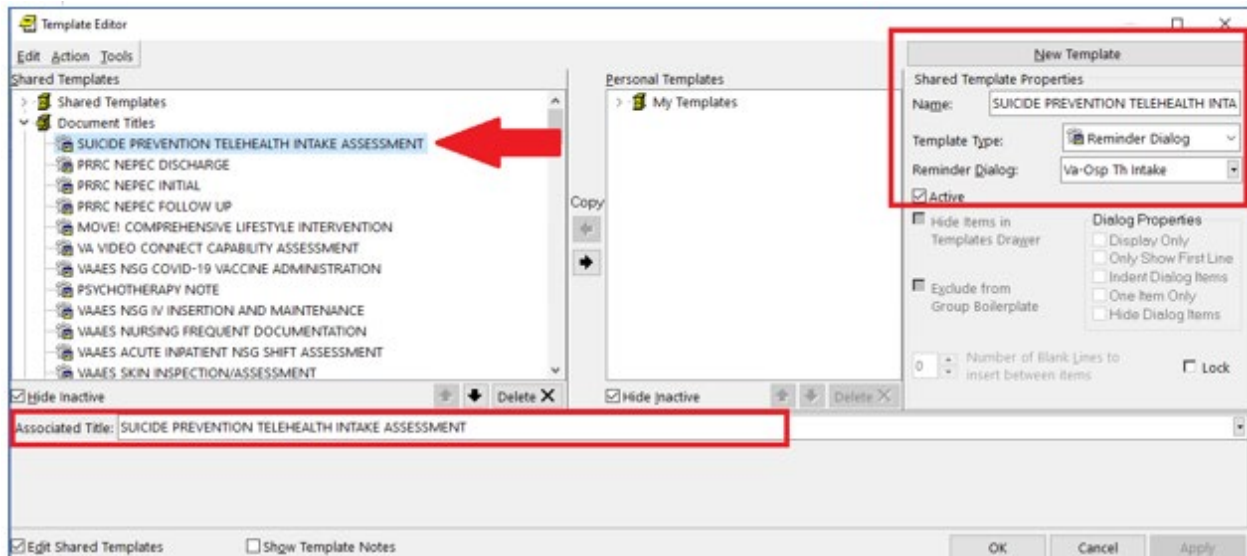 Template Editor
Edit Action Tools
New Template
Shared Templates
Shared Templates
Document Titles
SUICIDE PREVENTION TELEHEALTH INTAKE ASSESSMENT
PRRC NEPEC DISCHARGE
PRRC NEPEC INITIAL
PRRC NEPEC FOLLOW UP
MOVE! COMPREHENSIVE LIFESTYLE INTERVENTION
VA VIDEO CONNECT CAPABILITY ASSESSMENT
VAAES NSG COVID-19 VACCINE ADMINISTRATION
PSYCHOTHERAPY NOTE
VAAES NSG IV INSERTION AND MAINTENANCE
VAAES NURSING FREQUENT DOCUMENTATION
VAAES ACUTE INPATIENT NSG SHIFT ASSESSMENT
VAAES SKIN INSPECTION/ASSESSMENT
Hide Inactive
Delete X
Copy
Personal Templates
My Templates
Hide Inactive
Delete X
Shared Template Properties
Name: SUICIDE PREVENTION TELEHEALTH INTA
Template Type: Reminder Dialog
Reminder Dialog: Va-Osp Th Intake
Active
Hide Items in
Templates Drawer
Exclude from
Group Boilerplate
Dialog Properties
Display Only
Only Show First Line
Indent Dialog Items
One Item Only
Hide Dialog Items
0 Number of Blank Lines to
insert between items
Lock
Associated Title: SUICIDE PREVENTION TELEHEALTH INTAKE ASSESSMENT
Edit Shared Templates
Show Template Notes
OK Cancel Apply